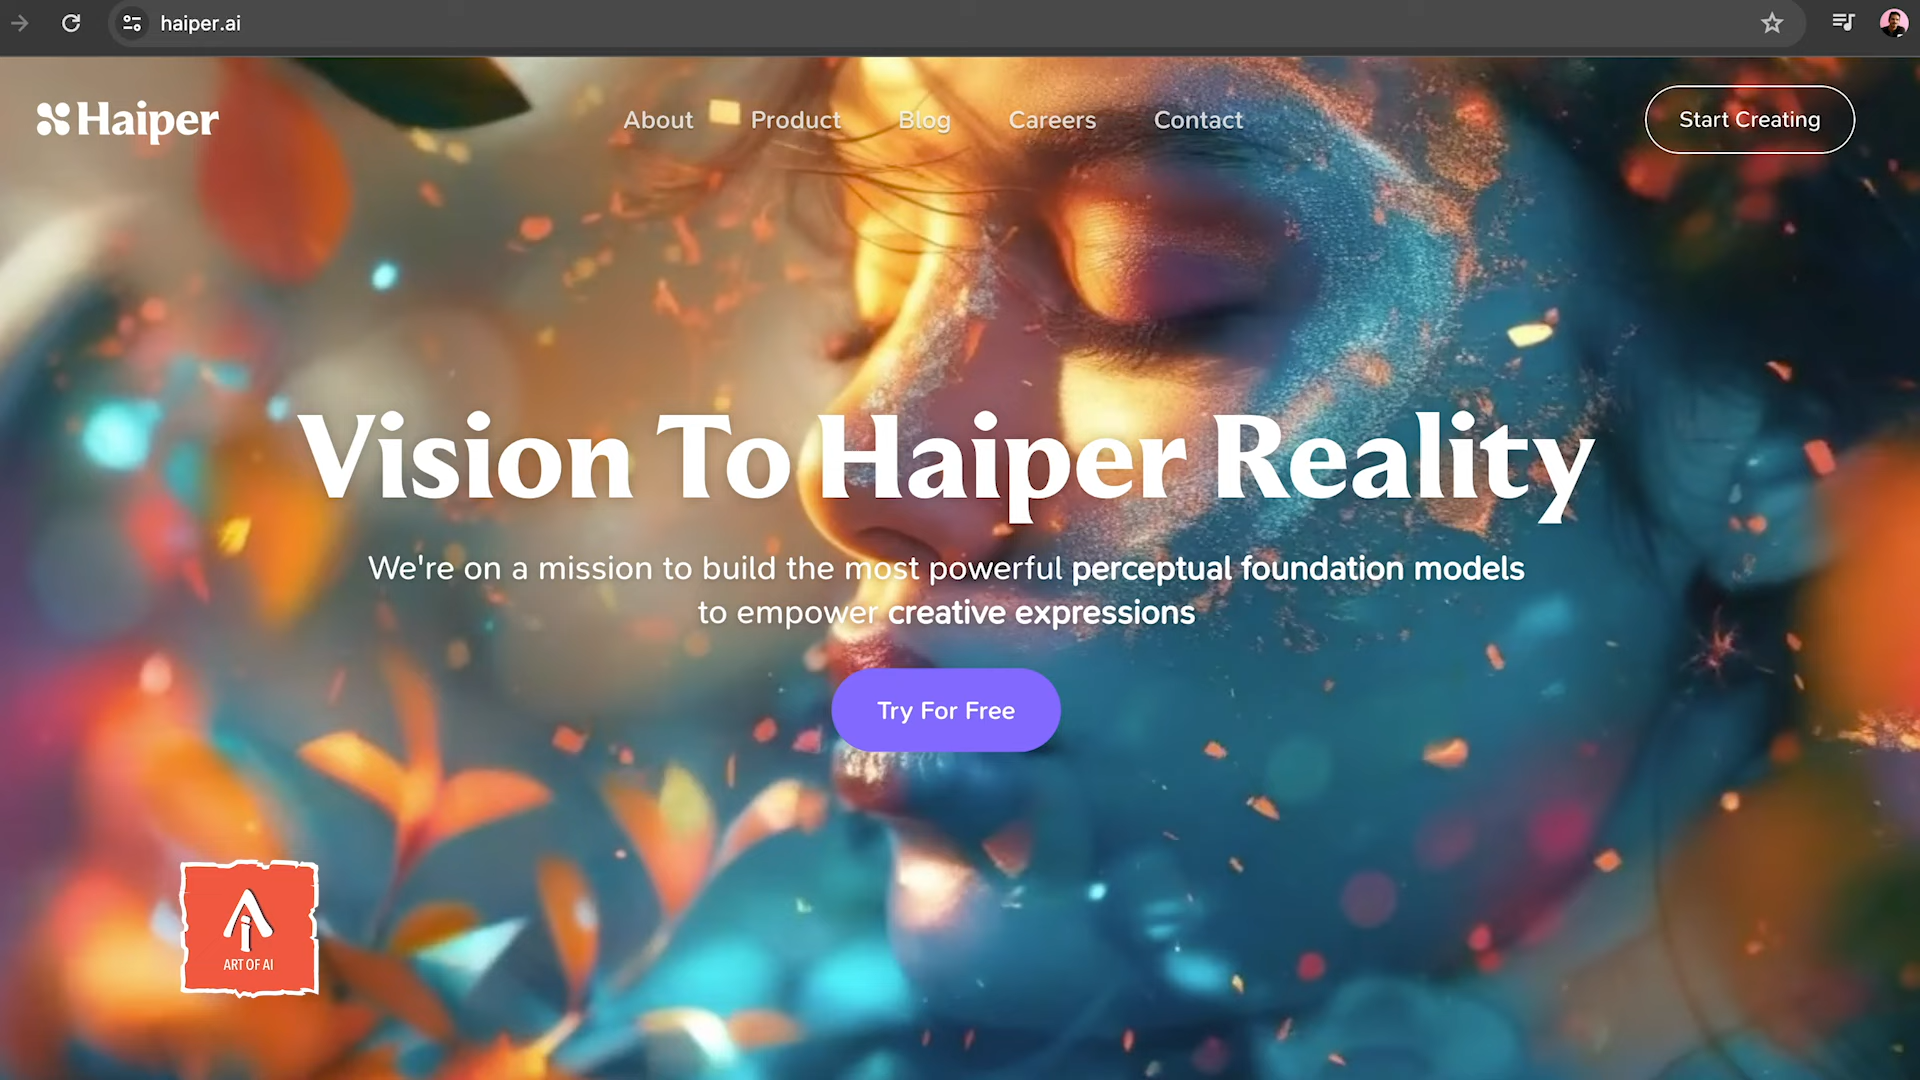 haiper.ai
Haiper
About
Product
Blog
Careers
Contact
Start Creating
Vision To Haiper Reality
We're on a mission to build the most powerful perceptual foundation models
to empower creative expressions
Try For Free
Ai
ART OF AI